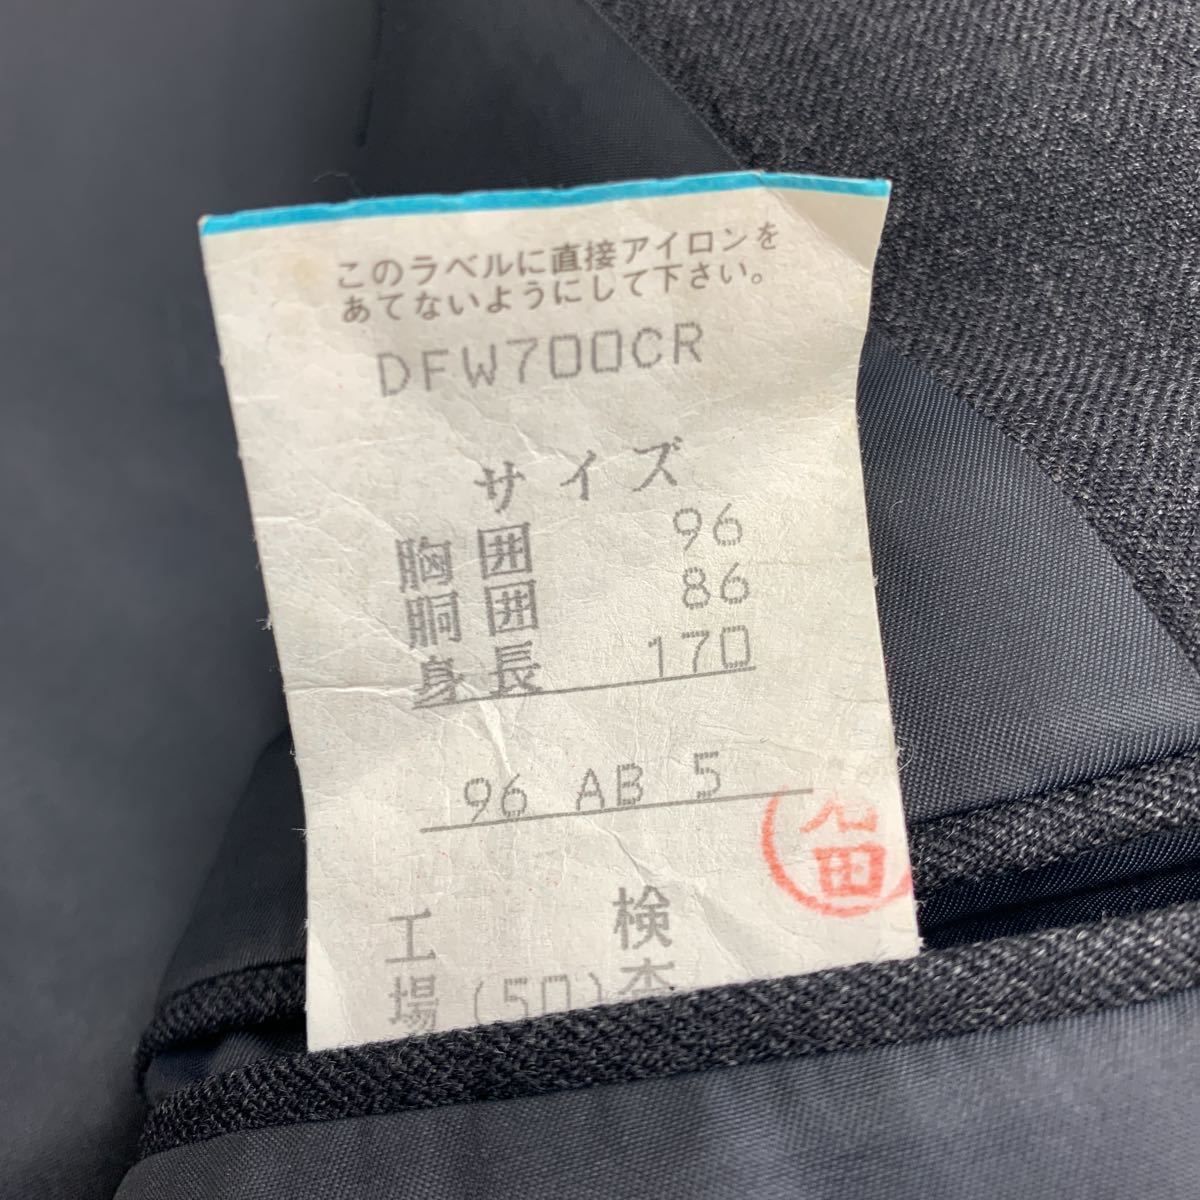 このラベルに直接アイロンを
あてないようにして下さい。
DFW700CR
サイズ
胸囲 96
胴囲 86
身長 170
96 AB 5
田
工 検
場(50)査